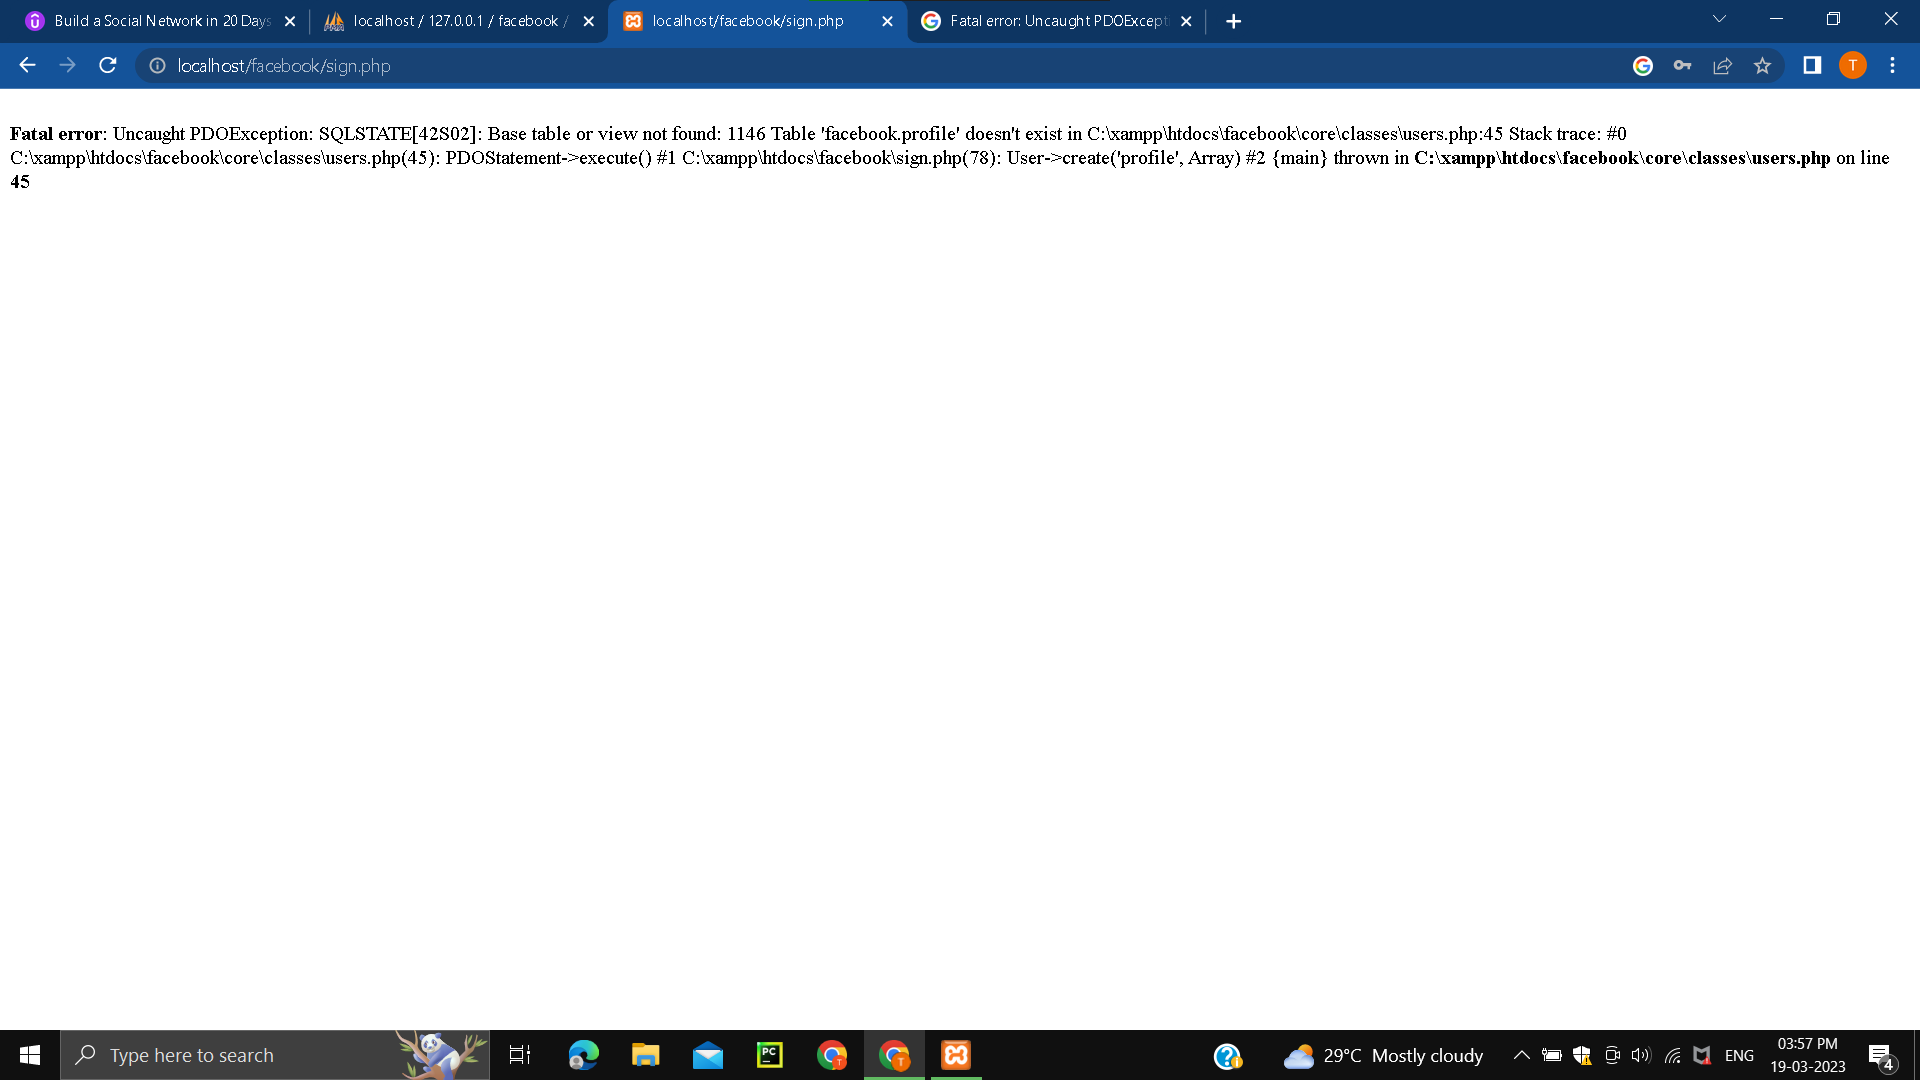 Build a Social Network in 20 Days
localhost / 127.0.0.1 / facebook /
localhost/facebook/sign.php
Fatal error: Uncaught PDOExcept
localhost/facebook/sign.php
T
Fatal error: Uncaught PDOException: SQLSTATE[42S02]: Base table or view not found: 1146 Table 'facebook.profile' doesn't exist in C:\xampp\htdocs\facebook\core\classes\users.php:45 Stack trace: #0
C:\xampp\htdocs\facebook\core\classes\users.php(45): PDOStatement->execute() #1 C:\xampp\htdocs\facebook\sign.php(78): User->create('profile', Array) #2 {main} thrown in C:\xampp\htdocs\facebook\core\classes\users.php on line
45
Type here to search
PC
T
T
29°C Mostly cloudy
ENG
03:57 PM
19-03-2023
4